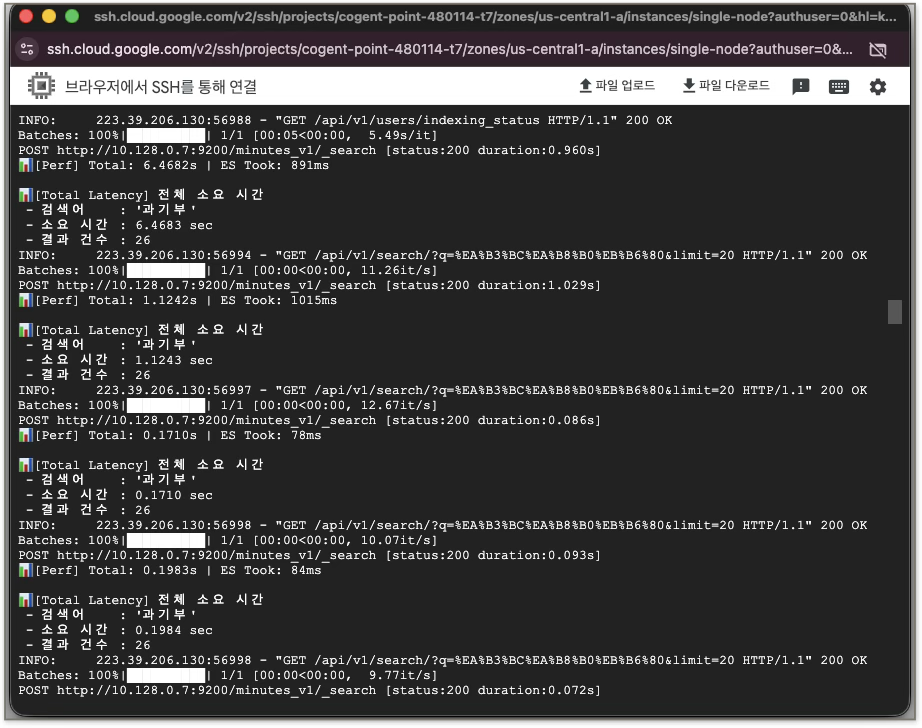 ssh.cloud.google.com/v2/ssh/projects/cogent-point-480114-t7/zones/us-central1-a/instances/single-node?authuser=0&hl=k...
ssh.cloud.google.com/v2/ssh/projects/cogent-point-480114-t7/zones/us-central1-a/instances/single-node?authuser=0&...
브라우저에서 SSH를 통해 연결 파일 업로드 파일 다운로드
INFO: 223.39.206.130:56988 - "GET /api/v1/users/indexing_status HTTP/1.1" 200 OK
Batches: 100%| | 1/1 [00:05<00:00, 5.49s/it]
POST http://10.128.0.7:9200/minutes_v1/_search [status:200 duration:0.960s]
[Perf] Total: 6.4682s | ES Took: 891ms
[Total Latency] 전체 소요 시간
- 검색어 : '과기부'
- 소요 시간 : 6.4683 sec
- 결과 건수 : 26
INFO: 223.39.206.130:56994 - "GET /api/v1/search/?q=%EA%B3%BC%EA%B8%B0%EB%B6%80&limit=20 HTTP/1.1" 200 OK
Batches: 100%| | 1/1 [00:00<00:00, 11.26it/s]
POST http://10.128.0.7:9200/minutes_v1/_search [status:200 duration:1.029s]
[Perf] Total: 1.1242s | ES Took: 1015ms
[Total Latency] 전체 소요 시간
- 검색어 : '과기부'
- 소요 시간 : 1.1243 sec
- 결과 건수 : 26
INFO: 223.39.206.130:56997 - "GET /api/v1/search/?q=%EA%B3%BC%EA%B8%B0%EB%B6%80&limit=20 HTTP/1.1" 200 OK
Batches: 100%| | 1/1 [00:00<00:00, 12.67it/s]
POST http://10.128.0.7:9200/minutes_v1/_search [status:200 duration:0.086s]
[Perf] Total: 0.1710s | ES Took: 78ms
[Total Latency] 전체 소요 시간
- 검색어 : '과기부'
- 소요 시간 : 0.1710 sec
- 결과 건수 : 26
INFO: 223.39.206.130:56998 - "GET /api/v1/search/?q=%EA%B3%BC%EA%B8%B0%EB%B6%80&limit=20 HTTP/1.1" 200 OK
Batches: 100%| | 1/1 [00:00<00:00, 10.07it/s]
POST http://10.128.0.7:9200/minutes_v1/_search [status:200 duration:0.093s]
[Perf] Total: 0.1983s | ES Took: 84ms
[Total Latency] 전체 소요 시간
- 검색어 : '과기부'
- 소요 시간 : 0.1984 sec
- 결과 건수 : 26
INFO: 223.39.206.130:56998 - "GET /api/v1/search/?q=%EA%B3%BC%EA%B8%B0%EB%B6%80&limit=20 HTTP/1.1" 200 OK
Batches: 100%| | 1/1 [00:00<00:00, 9.77it/s]
POST http://10.128.0.7:9200/minutes_v1/_search [status:200 duration:0.072s]